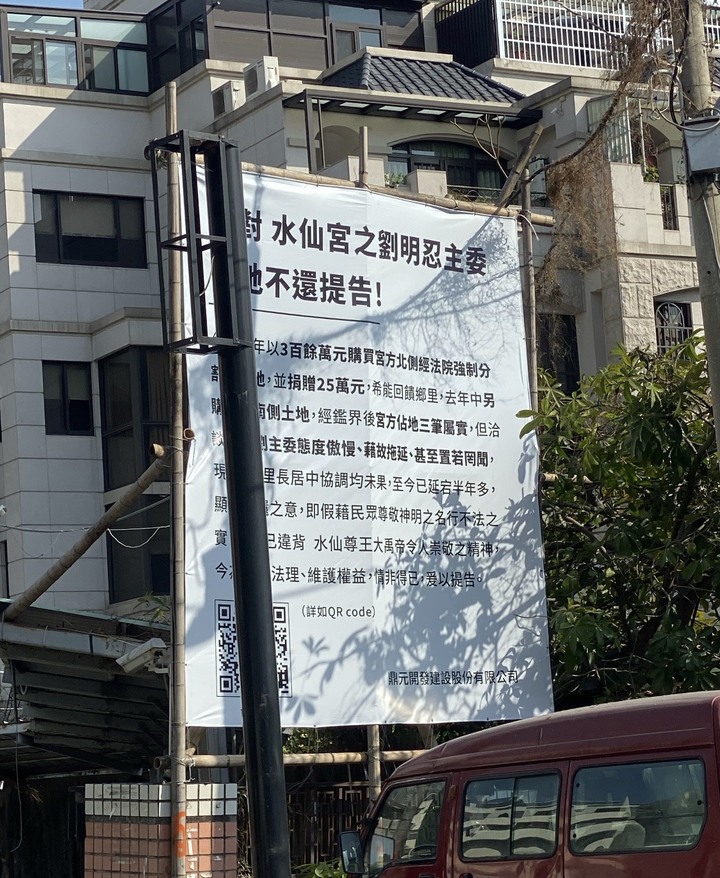 對 水仙宮之劉明忍主委
地不還提告!
年以3百餘萬元購買宮方北側經法院強制分
割 地,並捐贈25萬元,希能回饋鄉里,去年中另
購 南側土地,經鑑界後宮方佔地三筆屬實,但洽
談 劉主委態度傲慢、藉故拖延、甚至置若罔聞,
現 里長居中協調均未果,至今已延宕半年多,
顯 之意,即假藉民眾尊敬神明之名行不法之
實 已違背 水仙尊王大禹帝令人崇敬之精神,
今 法理、維護權益,情非得已,爰以提告。
(詳如QR code)
鼎元開發建設股份有限公司